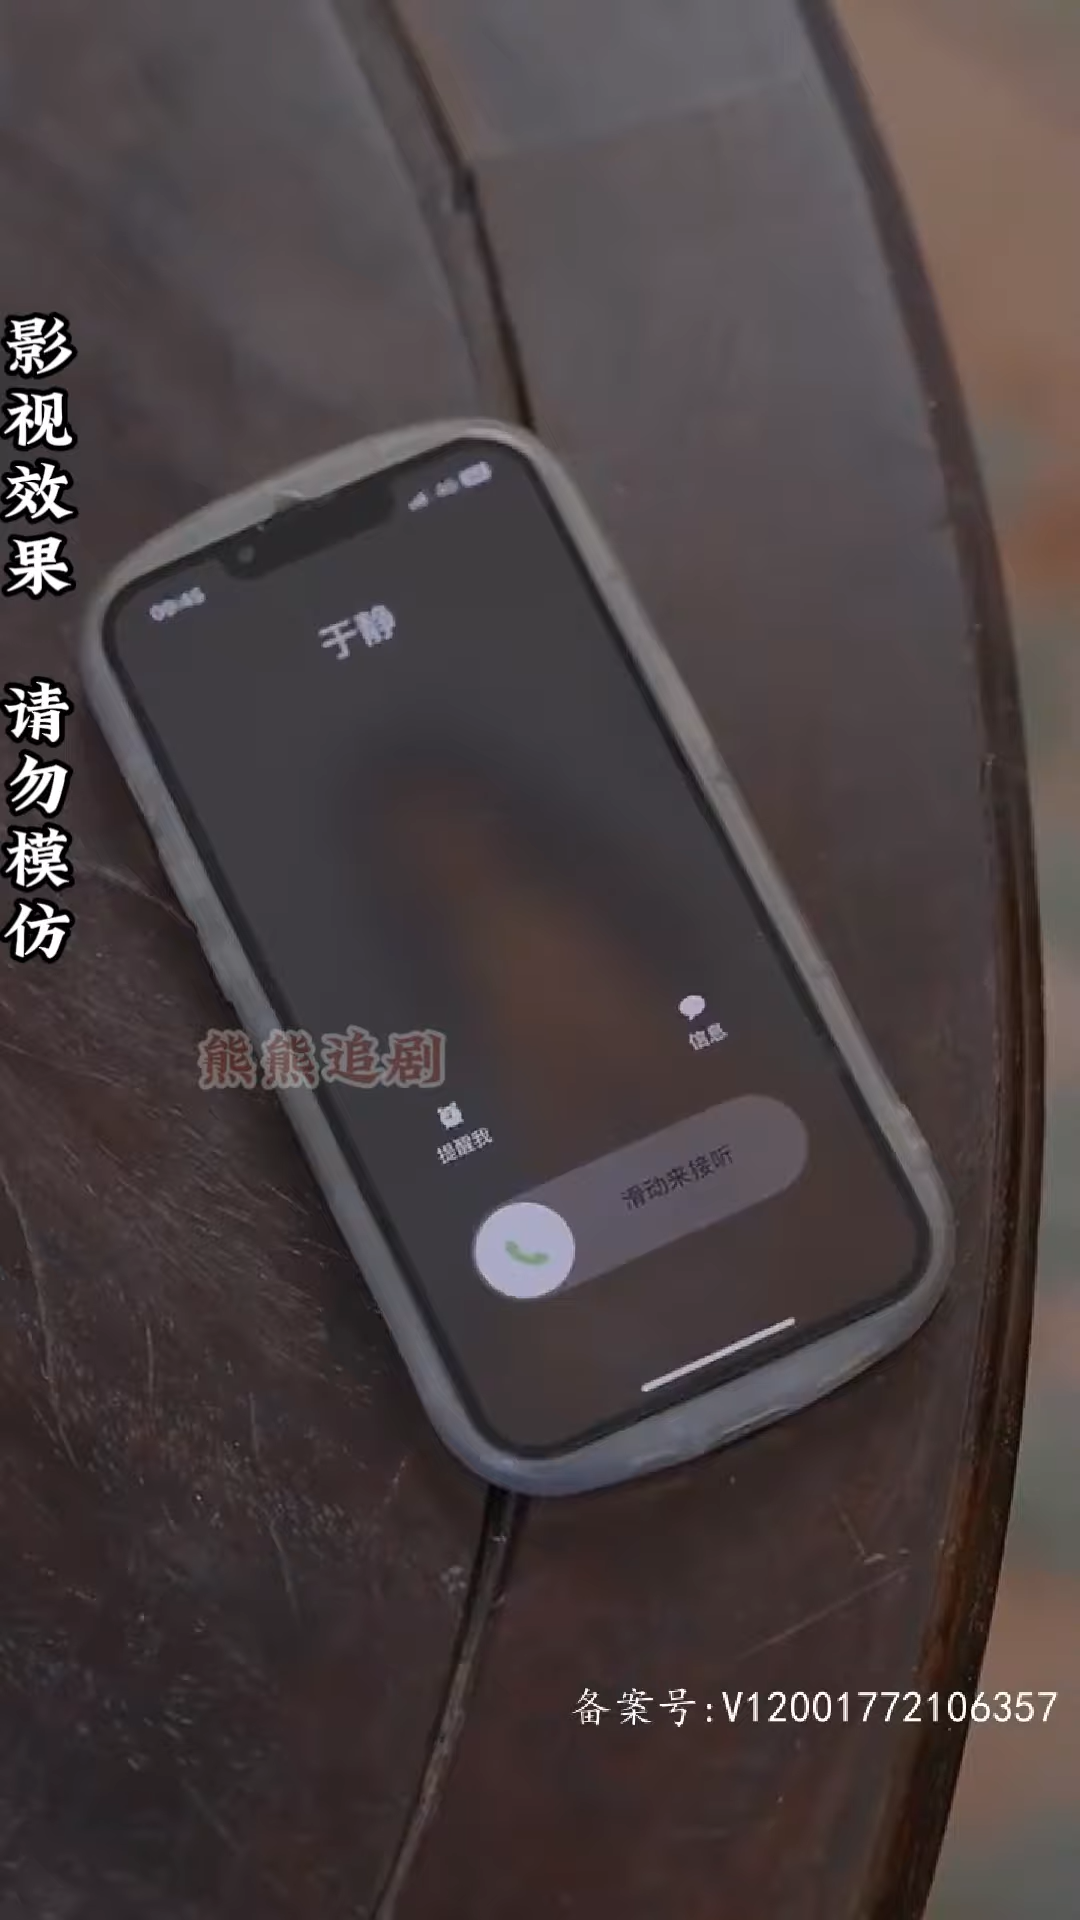 影视效果 请勿模仿
09:45
4G
于静
信息
提醒我
滑动来接听
熊熊追剧
备案号:V12001772106357